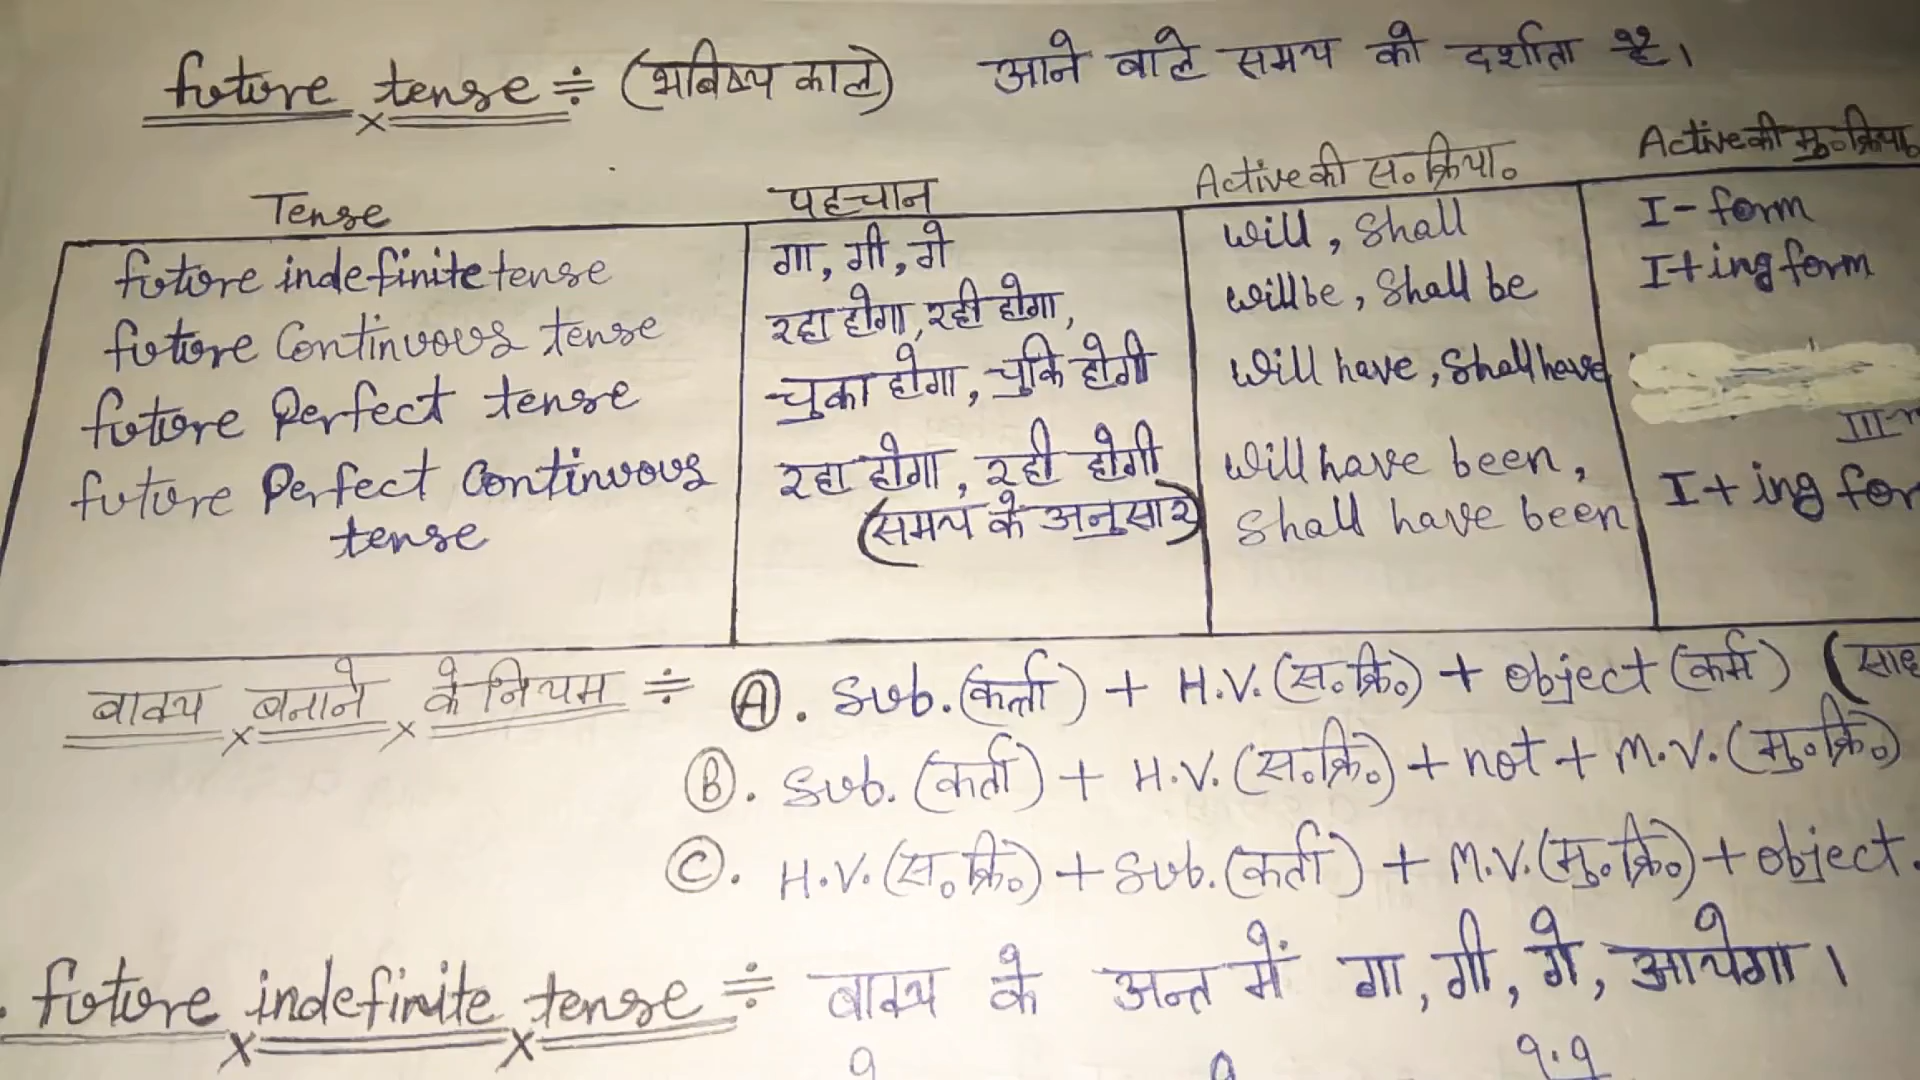 future tense ÷ (भबिष्य काल) आने बाले समय को दर्शाता है।
Tense पहचान Active की स० क्रिया० Active की मु० क्रिया०
future indefinite tense गा, गी, गे will, Shall I - form
future Continuous tense रहा होगा, रही होगा, will be, Shall be I + ing form
future Perfect tense चुका होगा, चुकि होगी will have, Shall have III
future Perfect Continuous रहा होगा, रही होगी will have been, I + ing
tense (समय के अनुसार) Shall have been
बाक्य बनाने के नियम ÷ A. Sub. (कर्ता) + H.V. (स० क्रि०) + object (कर्म)
B. Sub. (कर्ता) + H.V. (स० क्रि०) + not + M.V. (मु० क्रि०)
C. H.V. (स० क्रि०) + Sub. (कर्ता) + M.V. (मु० क्रि०) + object.
future indefinite tense ÷ बाक्य के अन्त में गा, गी, गे, आयेगा।